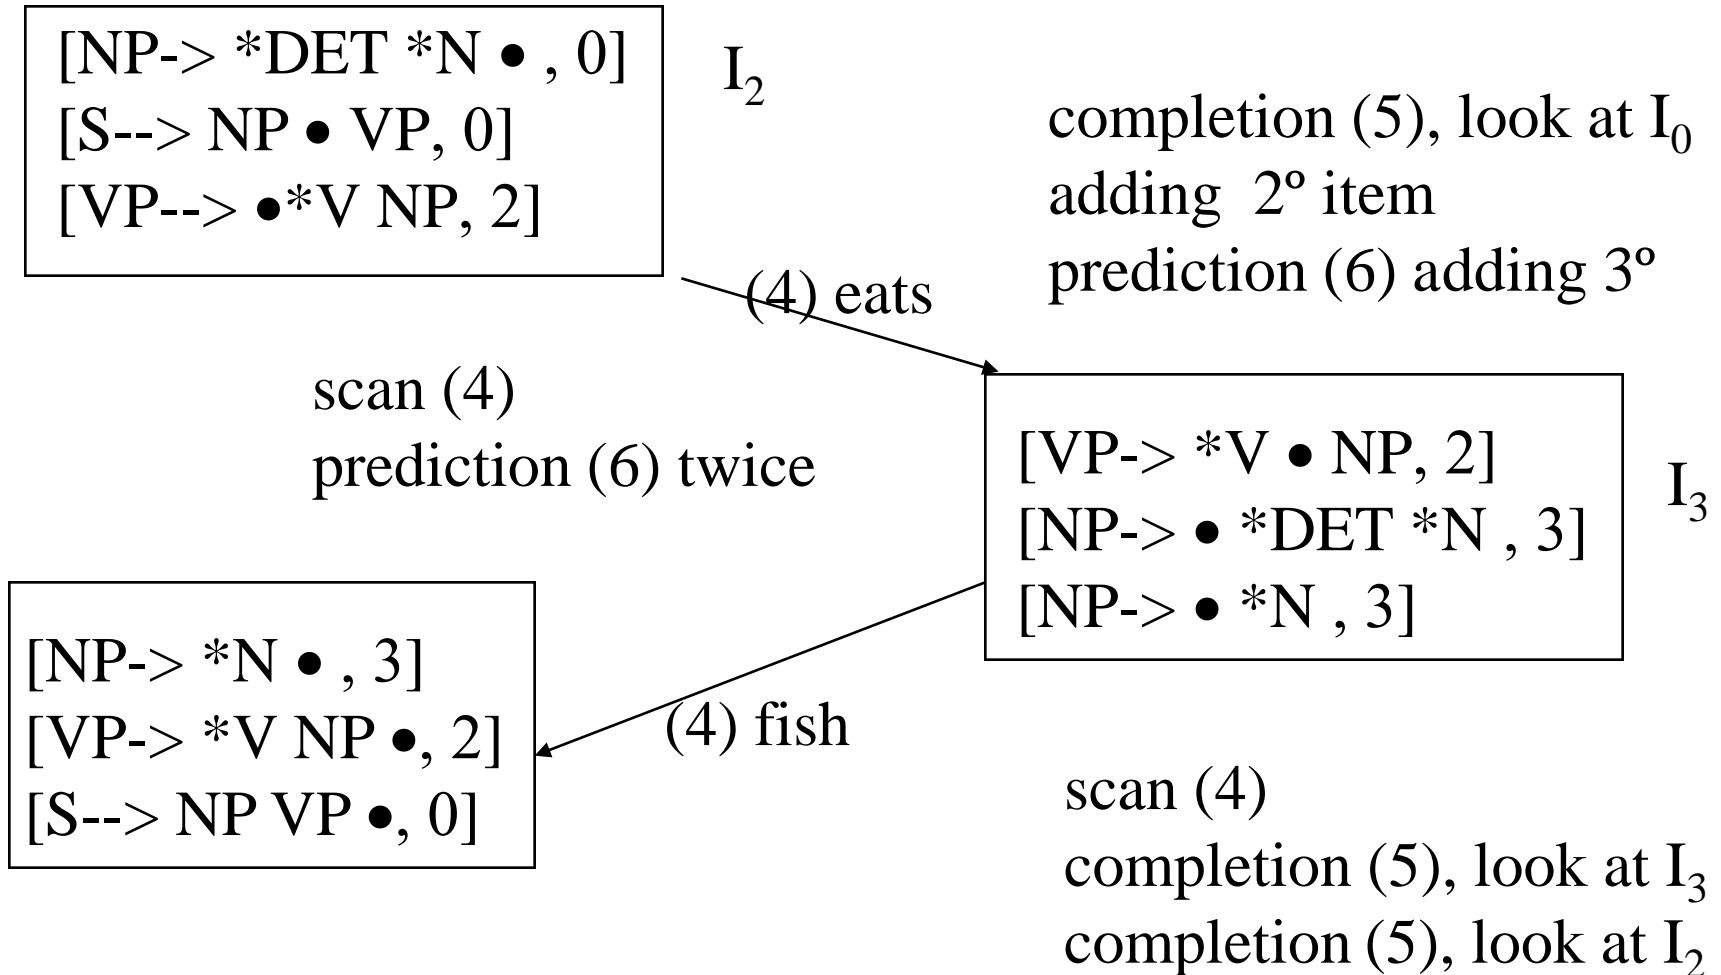 [NP-> *DET *N ● , 0]
[S--> NP ● VP, 0]
[VP--> ●*V NP, 2]
I2
completion (5), look at I0
adding 2º item
prediction (6) adding 3º
(4) eats
scan (4)
prediction (6) twice
[VP-> *V ● NP, 2]
[NP-> ● *DET *N , 3]
[NP-> ● *N , 3]
I3
[NP-> *N ● , 3]
[VP-> *V NP ●, 2]
[S--> NP VP ●, 0]
(4) fish
scan (4)
completion (5), look at I3
completion (5), look at I2